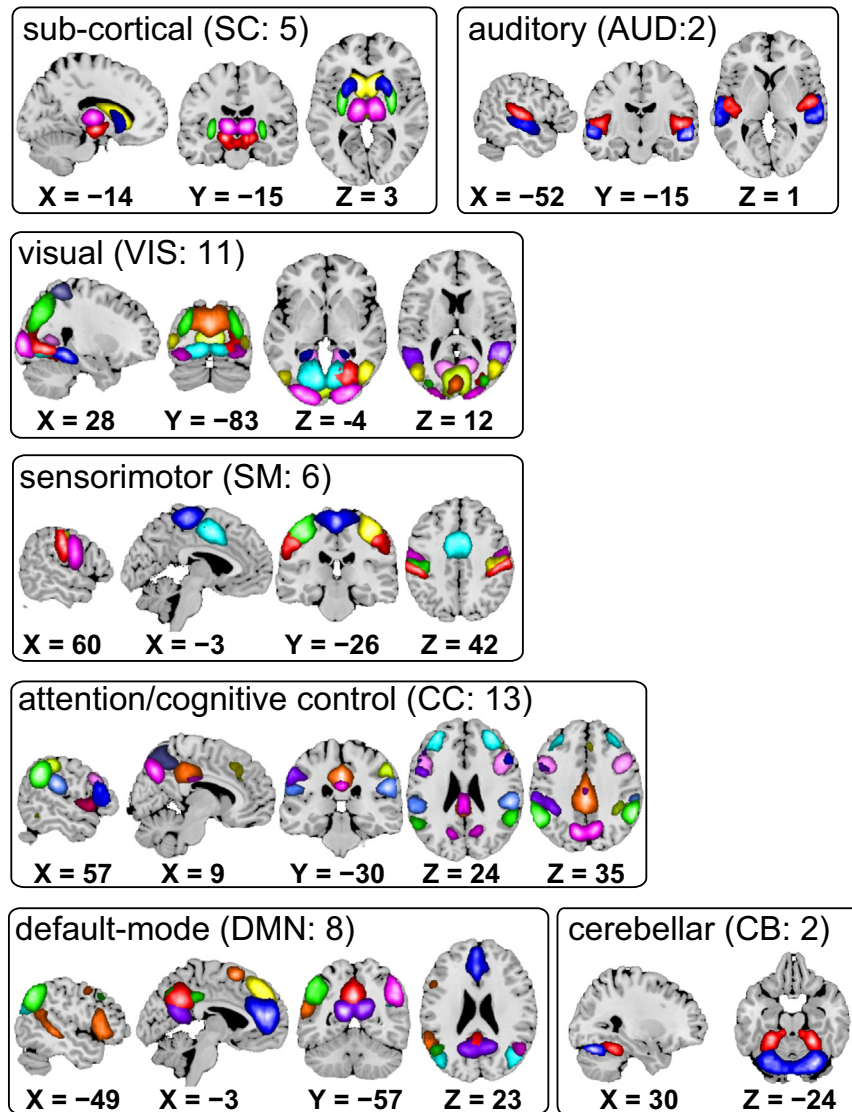 sub-cortical (SC: 5)
X = −14 Y = −15 Z = 3
auditory (AUD:2)
X = −52 Y = −15 Z = 1
visual (VIS: 11)
X = 28 Y = −83 Z = -4 Z = 12
sensorimotor (SM: 6)
X = 60 X = −3 Y = −26 Z = 42
attention/cognitive control (CC: 13)
X = 57 X = 9 Y = −30 Z = 24 Z = 35
default-mode (DMN: 8)
X = −49 X = −3 Y = −57 Z = 23
cerebellar (CB: 2)
X = 30 Z = −24